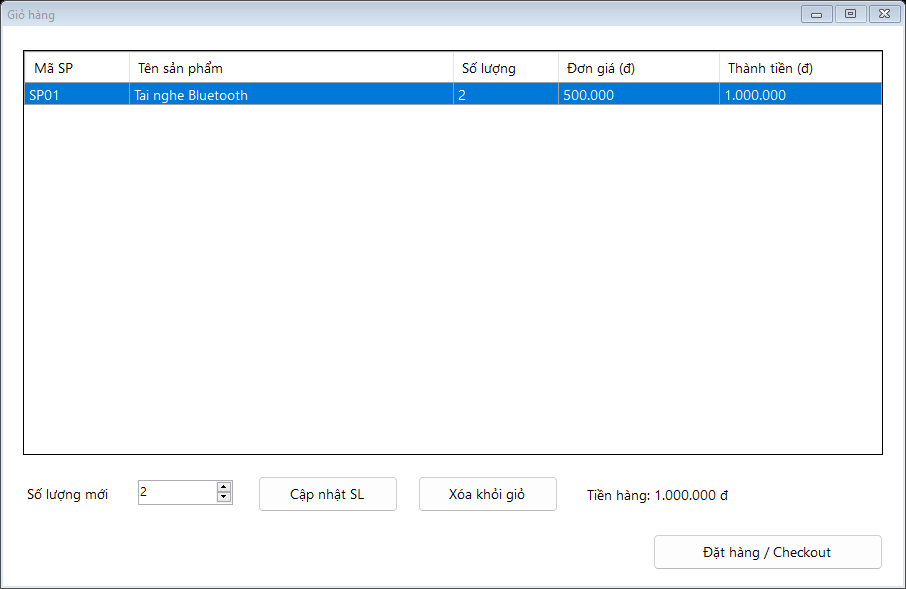 Giỏ hàng
Mã SP Tên sản phẩm Số lượng Đơn giá (đ) Thành tiền (đ)
SP01 Tai nghe Bluetooth 2 500.000 1.000.000
Số lượng mới 2 Cập nhật SL Xóa khỏi giỏ Tiền hàng: 1.000.000 đ
Đặt hàng / Checkout